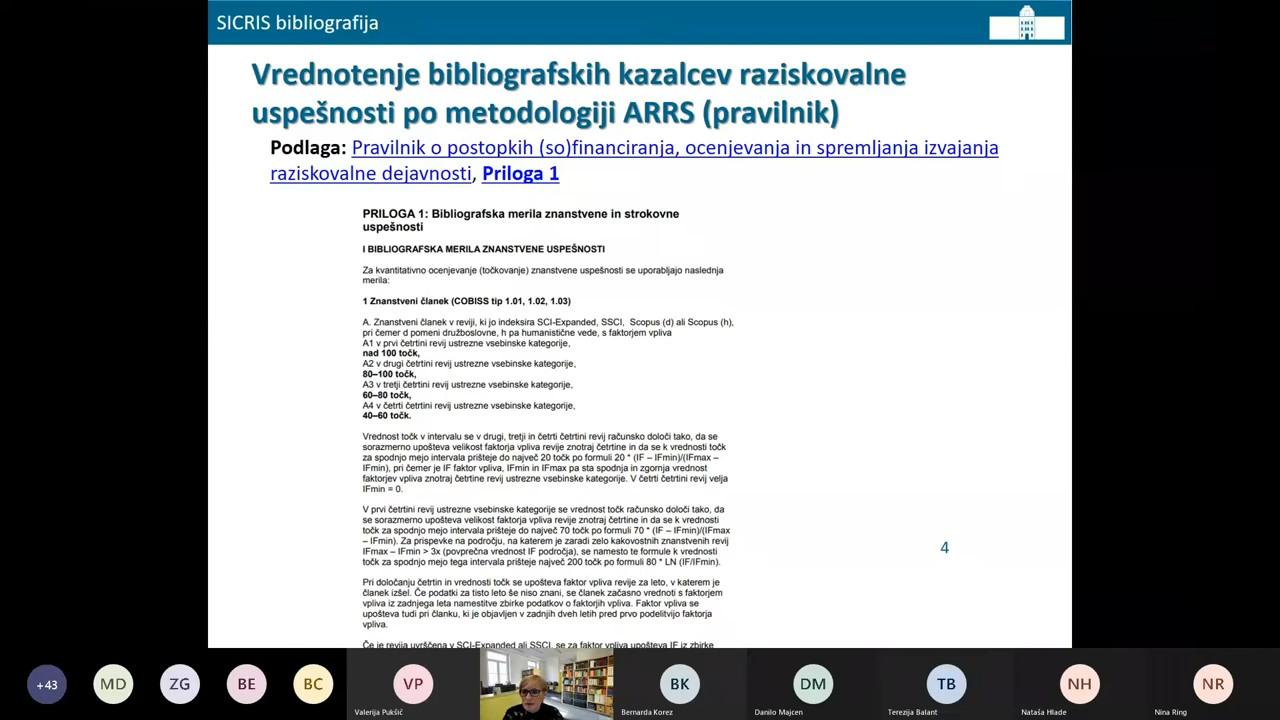 SICRIS bibliografija
Vrednotenje bibliografskih kazalcev raziskovalne
uspešnosti po metodologiji ARRS (pravilnik)
Podlaga: Pravilnik o postopkih (so)financiranja, ocenjevanja in spremljanja izvajanja
raziskovalne dejavnosti, Priloga 1
PRILOGA 1: Bibliografska merila znanstvene in strokovne
uspešnosti
I BIBLIOGRAFSKA MERILA ZNANSTVENE USPEŠNOSTI
Za kvantitativno ocenjevanje (točkovanje) znanstvene uspešnosti se uporabljajo naslednja
merila:
1 Znanstveni članek (COBISS tip 1.01, 1.02, 1.03)
A. Znanstveni članek v reviji, ki jo indeksira SCI-Expanded, SSCI, Scopus (d) ali Scopus (h),
pri čemer d pomeni družboslovne, h pa humanistične vede, s faktorjem vpliva
A1 v prvi četrtini revij ustrezne vsebinske kategorije,
nad 100 točk,
A2 v drugi četrtini revij ustrezne vsebinske kategorije,
80–100 točk,
A3 v tretji četrtini revij ustrezne vsebinske kategorije,
60–80 točk,
A4 v četrti četrtini revij ustrezne vsebinske kategorije,
40–60 točk.
Vrednost točk v intervalu se v drugi, tretji in četrti četrtini revij računsko določi tako, da se
sorazmerno upošteva velikost faktorja vpliva revije znotraj četrtine in da se k vrednosti točk
za spodnjo mejo intervala prišteje do največ 20 točk po formuli 20 * (IF – IFmin)/(IFmax –
IFmin), pri čemer je IF faktor vpliva, IFmin in IFmax pa sta spodnja in zgornja vrednost
faktorjev vpliva znotraj četrtine revij ustrezne vsebinske kategorije. V četrti četrtini revij velja
IFmin = 0.
V prvi četrtini revij ustrezne vsebinske kategorije se vrednost točk računsko določi tako, da
se sorazmerno upošteva velikost faktorja vpliva revije znotraj četrtine in da se k vrednosti
točk za spodnjo mejo intervala prišteje do največ 70 točk po formuli 70 * (IF – IFmin)/(IFmax
– IFmin). Za prispevke na področju, na katerem je zaradi zelo kakovostnih znanstvenih revij
IFmax – IFmin > 3x (povprečna vrednost IF področja), se namesto te formule k vrednosti
točk za spodnjo mejo tega intervala prišteje največ 200 točk po formuli 80 * LN (IF/IFmin).
Pri določanju četrtin in vrednosti točk se upošteva faktor vpliva revije za leto, v katerem je
članek izšel. Če podatki za tisto leto še niso znani, se članek začasno vrednoti s faktorjem
vpliva iz zadnjega leta namestitve zbirke podatkov o faktorjih vpliva. Faktor vpliva se
upošteva tudi pri članku, ki je objavljen v zadnjih dveh letih pred prvo podelitvijo faktorja
vpliva.
Če je revija uvrščena v SCI-Expanded ali SSCI, se za faktor vpliva upošteva IF iz zbirke
4
+43
MD
ZG
BE
BC
VP
BK
DM
TB
NH
NR
Valerija Pukšič
Bernarda Korez
Danilo Majcen
Terezija Balant
Nataša Hlade
Nina Ring